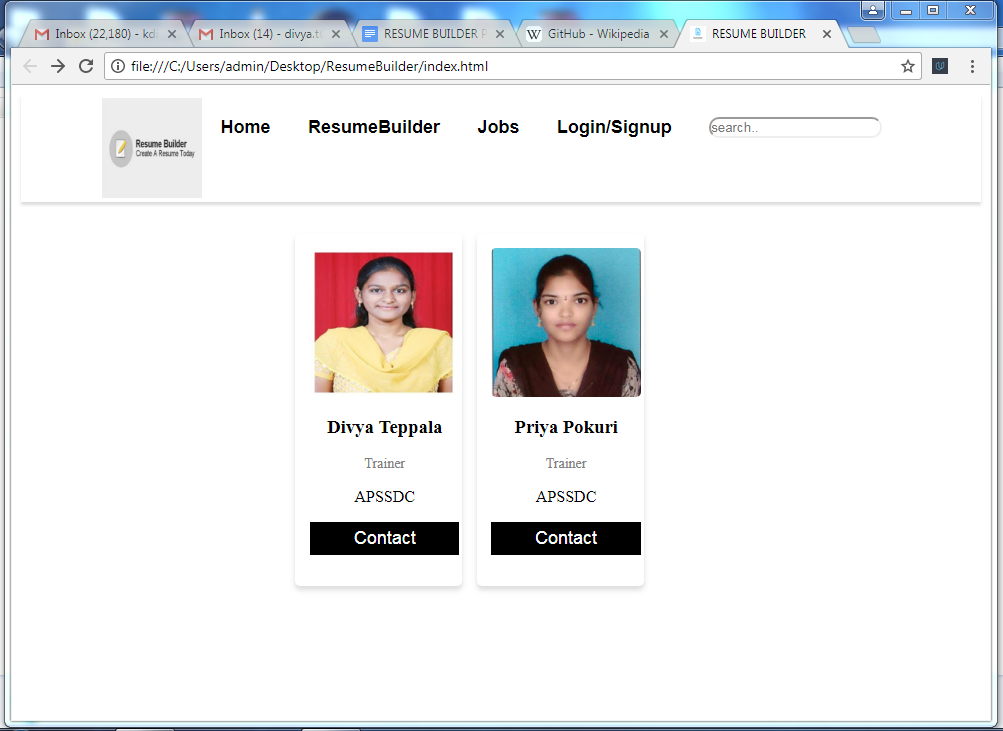 Inbox (22,180) - kd
Inbox (14) - divya.t
RESUME BUILDER P
GitHub - Wikipedia
RESUME BUILDER
file:///C:/Users/admin/Desktop/ResumeBuilder/index.html
Resume Builder
Create A Resume Today
Home
ResumeBuilder
Jobs
Login/Signup
search..
Divya Teppala
Trainer
APSSDC
Contact
Priya Pokuri
Trainer
APSSDC
Contact